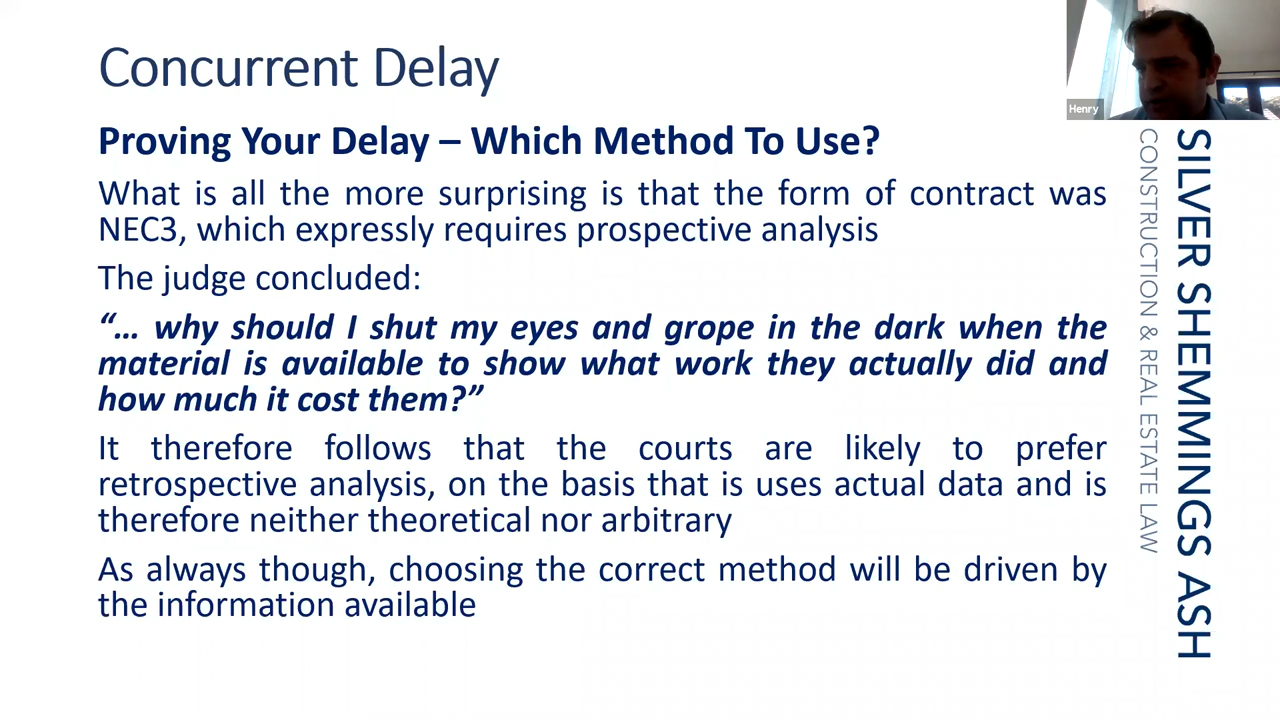 Concurrent Delay
Henry
Proving Your Delay – Which Method To Use?
What is all the more surprising is that the form of contract was
NEC3, which expressly requires prospective analysis
The judge concluded:
“… why should I shut my eyes and grope in the dark when the
material is available to show what work they actually did and
how much it cost them?”
It therefore follows that the courts are likely to prefer
retrospective analysis, on the basis that is uses actual data and is
therefore neither theoretical nor arbitrary
As always though, choosing the correct method will be driven by
the information available
SILVER SHEMMINGS ASH
CONSTRUCTION & REAL ESTATE LAW